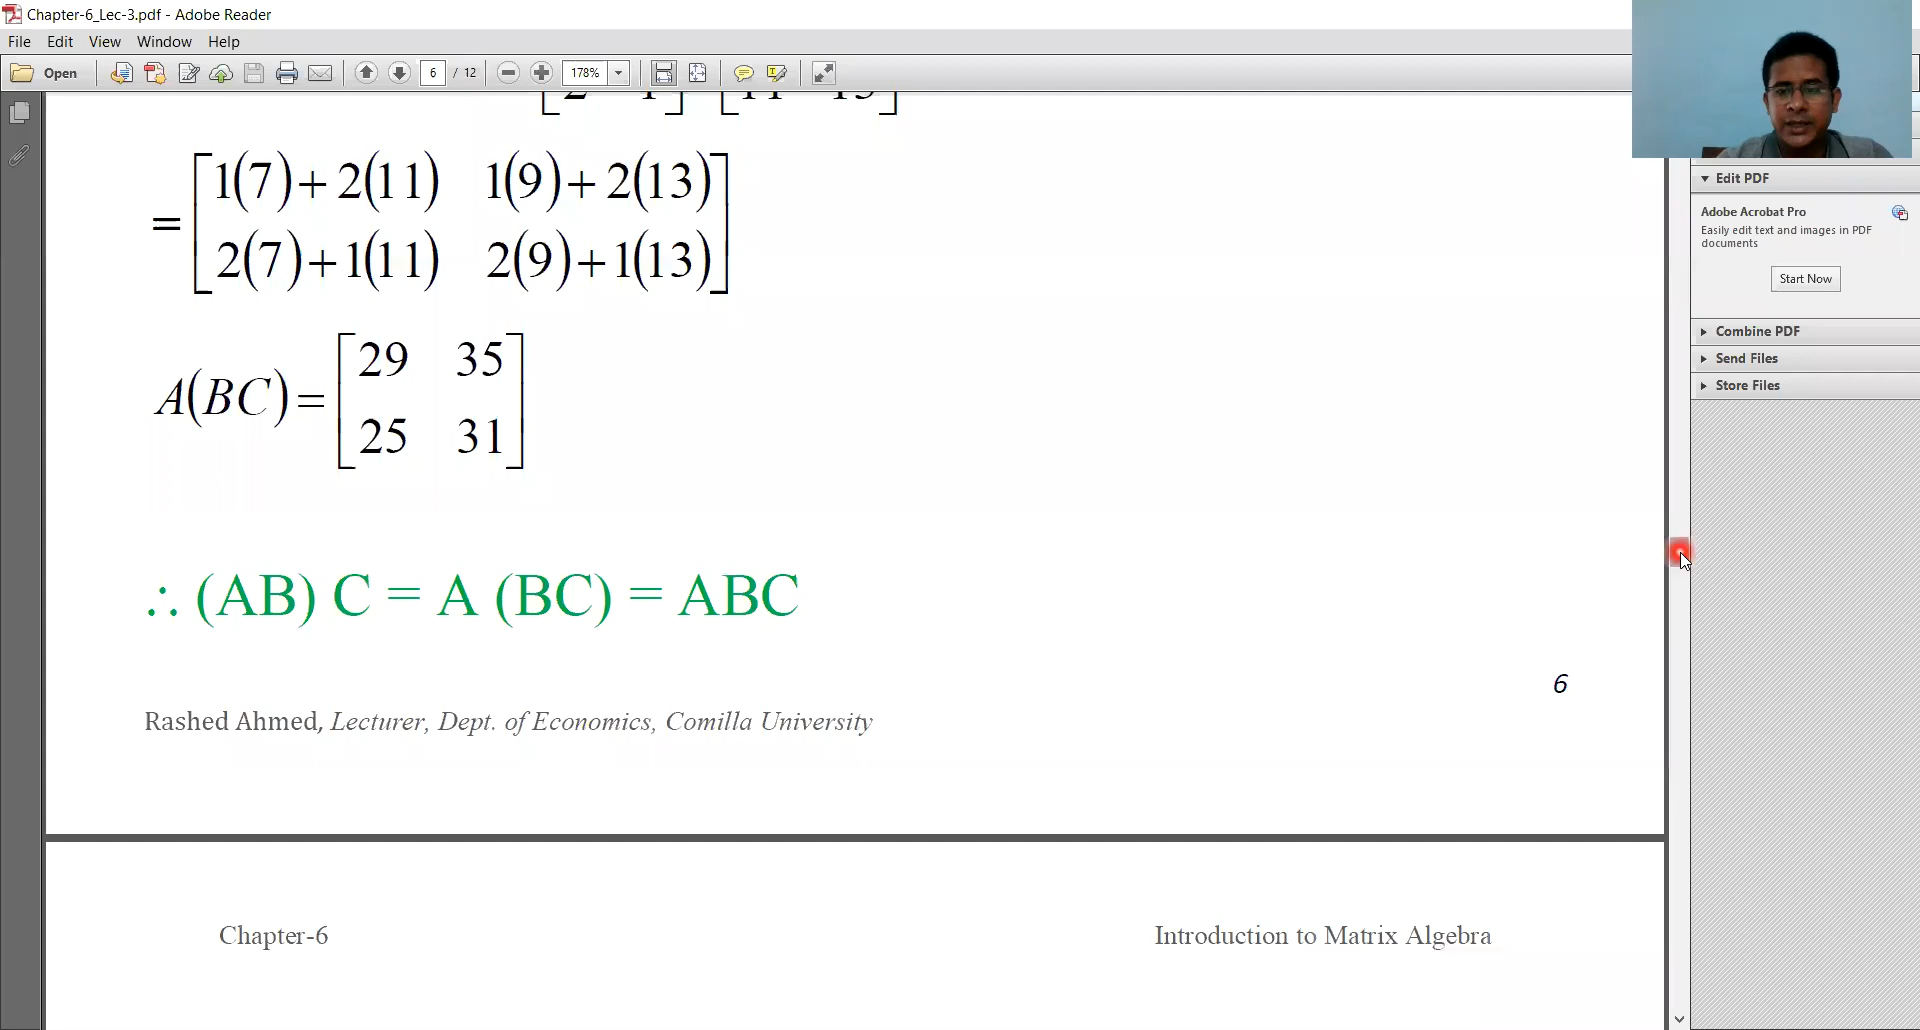 Chapter-6_Lec-3.pdf - Adobe Reader
File Edit View Window Help
Open 6 / 12 178%
= [1(7)+2(11) 1(9)+2(13)]
[2(7)+1(11) 2(9)+1(13)]
A(BC) = [29 35]
[25 31]
∴ (AB) C = A (BC) = ABC
6
Rashed Ahmed, Lecturer, Dept. of Economics, Comilla University
Chapter-6 Introduction to Matrix Algebra
Edit PDF
Adobe Acrobat Pro
Easily edit text and images in PDF
documents
Start Now
Combine PDF
Send Files
Store Files